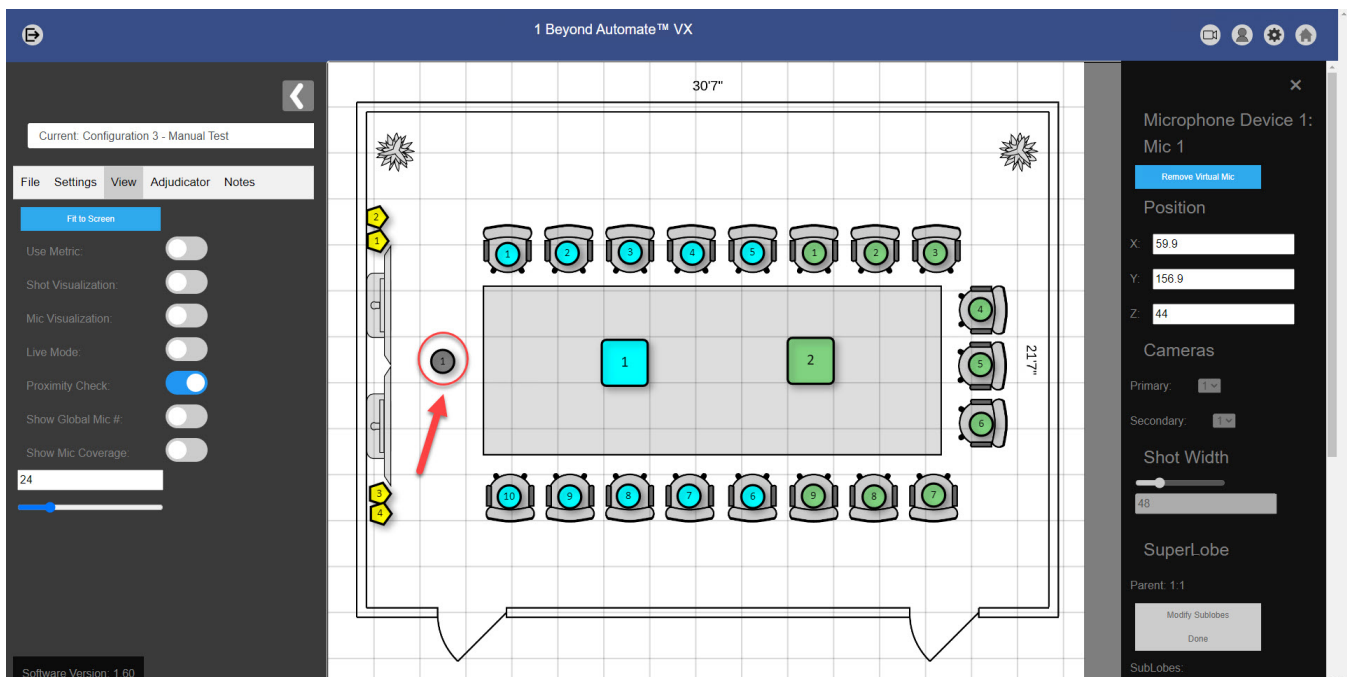 1 Beyond Automate™ VX
Current: Configuration 3 - Manual Test
File Settings View Adjudicator Notes
Fit to Screen
Use Metric:
Shot Visualization:
Mic Visualization:
Live Mode:
Proximity Check:
Show Global Mic #:
Show Mic Coverage:
24
Software Version: 1.60
30'7"
2
1
1 2 3 4 5 1 2 3
4
1
1 2
5
21'7"
6
3
4
10 9 8 7 6 9 8 7
×
Microphone Device 1:
Mic 1
Remove Virtual Mic
Position
X: 59.9
Y: 156.9
Z: 44
Cameras
Primary: 1
Secondary: 1
Shot Width
48
SuperLobe
Parent: 1:1
Modify Sublobes
Done
SubLobes: